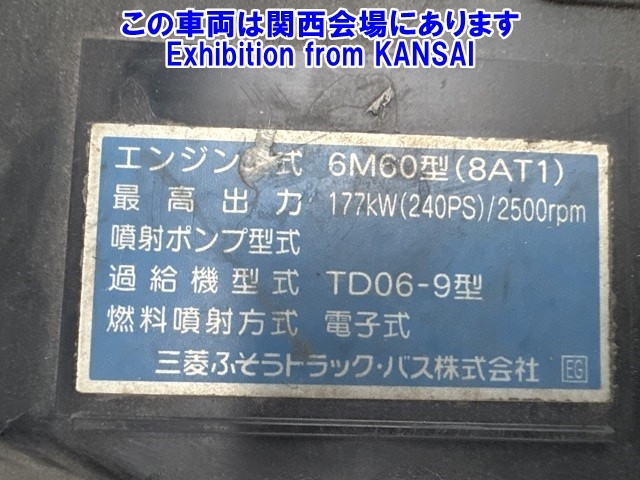 この車両は関西会場にあります
Exhibition from KANSAI
エンジン 式 6M60型(8AT1)
最高出力 177kW(240PS)/2500rpm
噴射ポンプ型式
過給機型式 TD06-9型
燃料噴射方式 電子式
三菱ふそうトラック・バス株式会社 EG